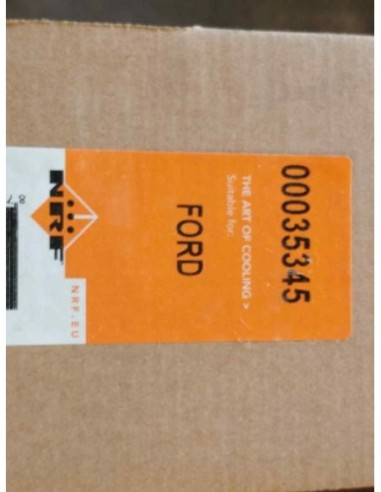 00035345
THE ART OF COOLING >
Suitable for:
FORD
NRF
NRF.EU